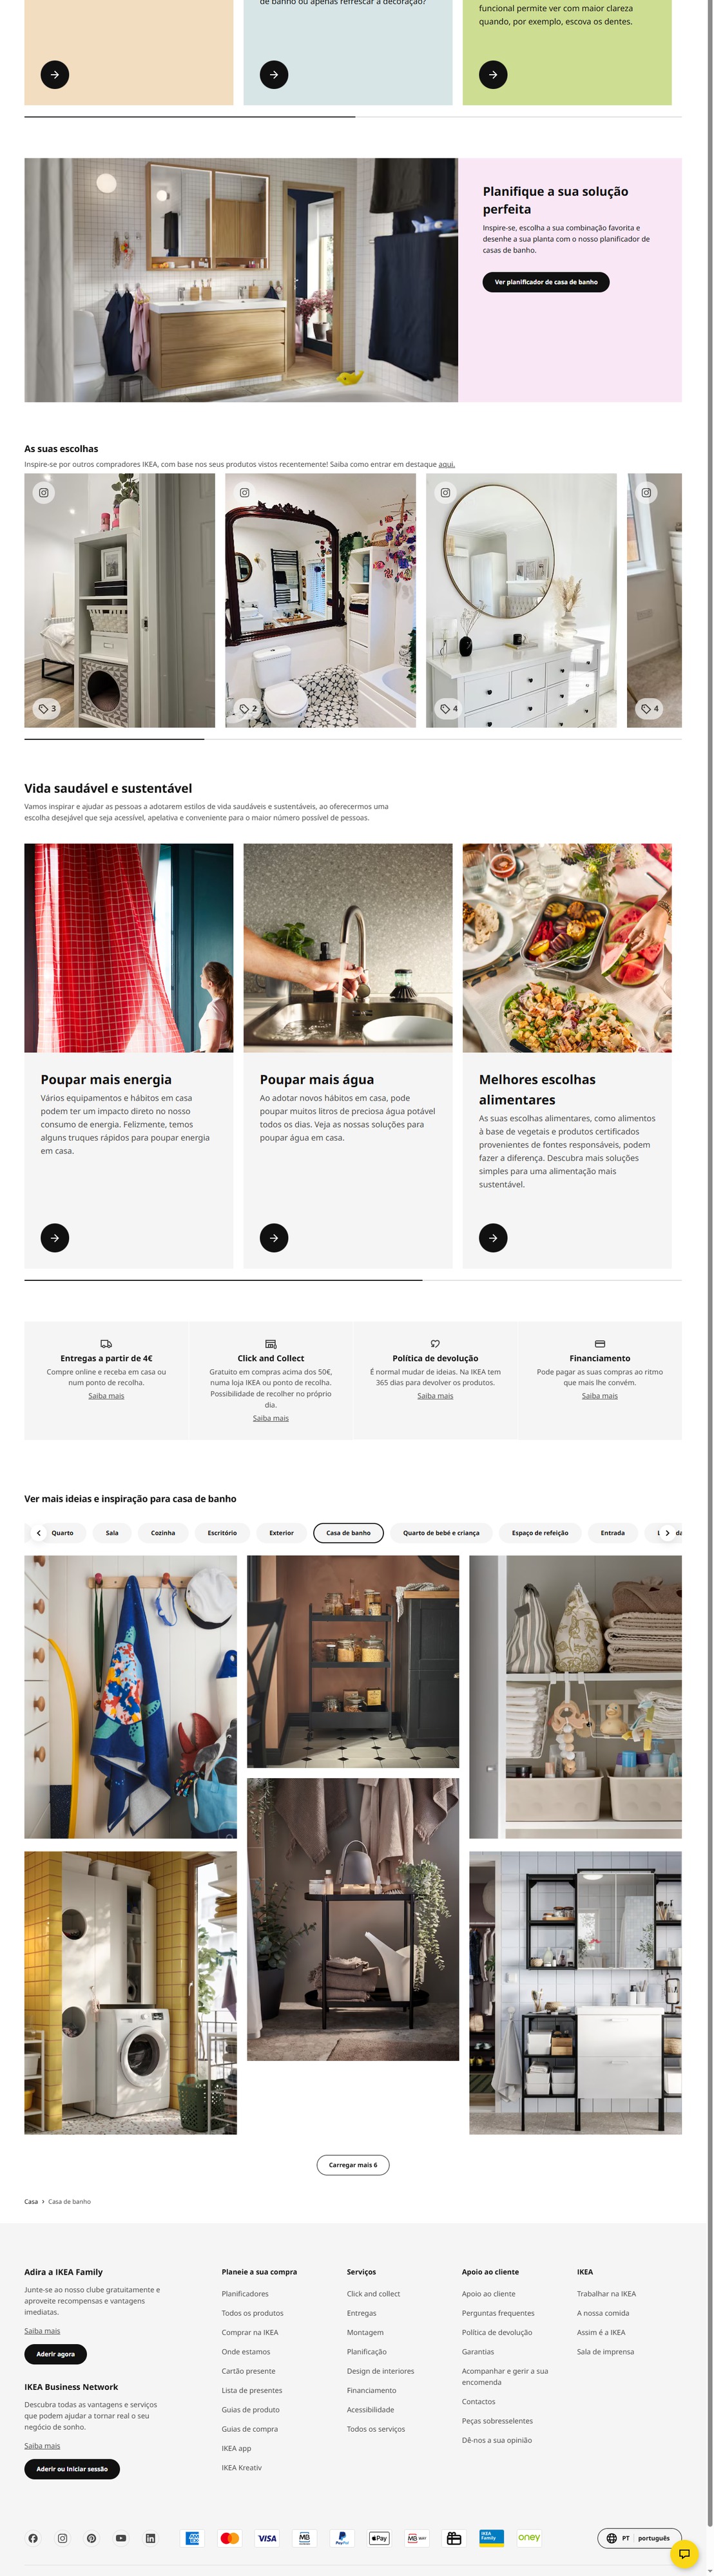 de banho ou apenas refrescar a decoração?
funcional permite ver com maior clareza
quando, por exemplo, escova os dentes.
Planifique a sua solução
perfeita
Inspire-se, escolha a sua combinação favorita e
desenhe a sua planta com o nosso planificador de
casas de banho.
Ver planificador de casa de banho
As suas escolhas
Inspire-se por outros compradores IKEA, com base nos seus produtos vistos recentemente! Saiba como entrar em destaque aqui.
3
2
4
4
Vida saudável e sustentável
Vamos inspirar e ajudar as pessoas a adotarem estilos de vida saudáveis e sustentáveis, ao oferecermos uma
escolha desejável que seja acessível, apelativa e conveniente para o maior número possível de pessoas.
Poupar mais energia
Vários equipamentos e hábitos em casa
podem ter um impacto direto no nosso
consumo de energia. Felizmente, temos
alguns truques rápidos para poupar energia
em casa.
Poupar mais água
Ao adotar novos hábitos em casa, pode
poupar muitos litros de preciosa água potável
todos os dias. Veja as nossas soluções para
poupar água em casa.
Melhores escolhas
alimentares
As suas escolhas alimentares, como alimentos
à base de vegetais e produtos certificados
provenientes de fontes responsáveis, podem
fazer a diferença. Descubra mais soluções
simples para uma alimentação mais
sustentável.
Entregas a partir de 4€
Compre online e receba em casa ou
num ponto de recolha.
Saiba mais
Click and Collect
Gratuito em compras acima dos 50€,
numa loja IKEA ou ponto de recolha.
Possibilidade de recolher no próprio
dia.
Saiba mais
Política de devolução
É normal mudar de ideias. Na IKEA tem
365 dias para devolver os produtos.
Saiba mais
Financiamento
Pode pagar as suas compras ao ritmo
que mais lhe convém.
Saiba mais
Ver mais ideias e inspiração para casa de banho
Quarto
Sala
Cozinha
Escritório
Exterior
Casa de banho
Quarto de bebé e criança
Espaço de refeição
Entrada
Carregar mais 6
Casa › Casa de banho
Adira a IKEA Family
Junte-se ao nosso clube gratuitamente e
aproveite recompensas e vantagens
imediatas.
Saiba mais
Aderir agora
IKEA Business Network
Descubra todas as vantagens e serviços
que podem ajudar a tornar real o seu
negócio de sonho.
Saiba mais
Aderir ou Iniciar sessão
Planeie a sua compra
Planificadores
Todos os produtos
Comprar na IKEA
Onde estamos
Cartão presente
Lista de presentes
Guias de produto
Guias de compra
IKEA app
IKEA Kreativ
Serviços
Click and collect
Entregas
Montagem
Planificação
Design de interiores
Financiamento
Acessibilidade
Todos os serviços
Apoio ao cliente
Apoio ao cliente
Perguntas frequentes
Política de devolução
Garantias
Acompanhar e gerir a sua
encomenda
Contactos
Peças sobresselentes
Dê-nos a sua opinião
IKEA
Trabalhar na IKEA
A nossa comida
Assim é a IKEA
Sala de imprensa
VISA
MB
PayPal
Pay
MB WAY
IKEA
Family
oney
PT | português